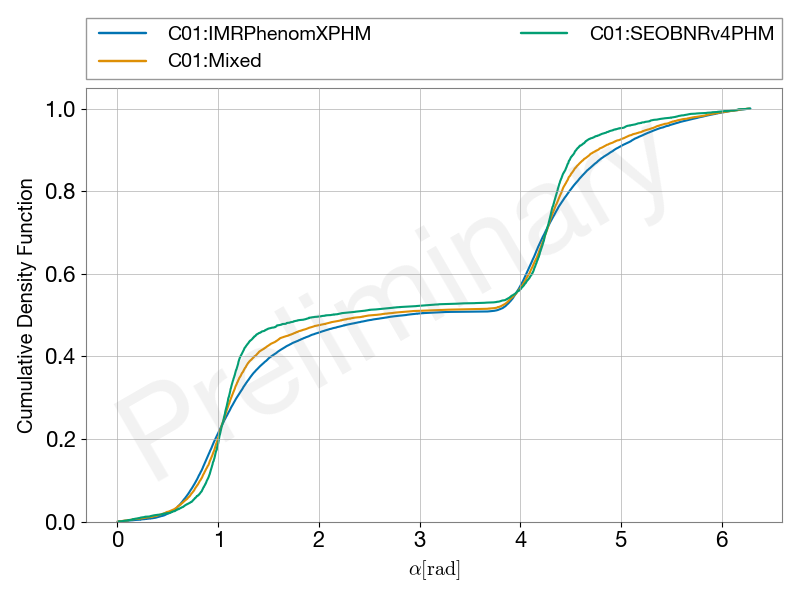 C01:IMRPhenomXPHM
C01:Mixed
C01:SEOBNRv4PHM
Preliminary
Cumulative Density Function
1.0
0.8
0.6
0.4
0.2
0.0
0 1 2 3 4 5 6
α[rad]